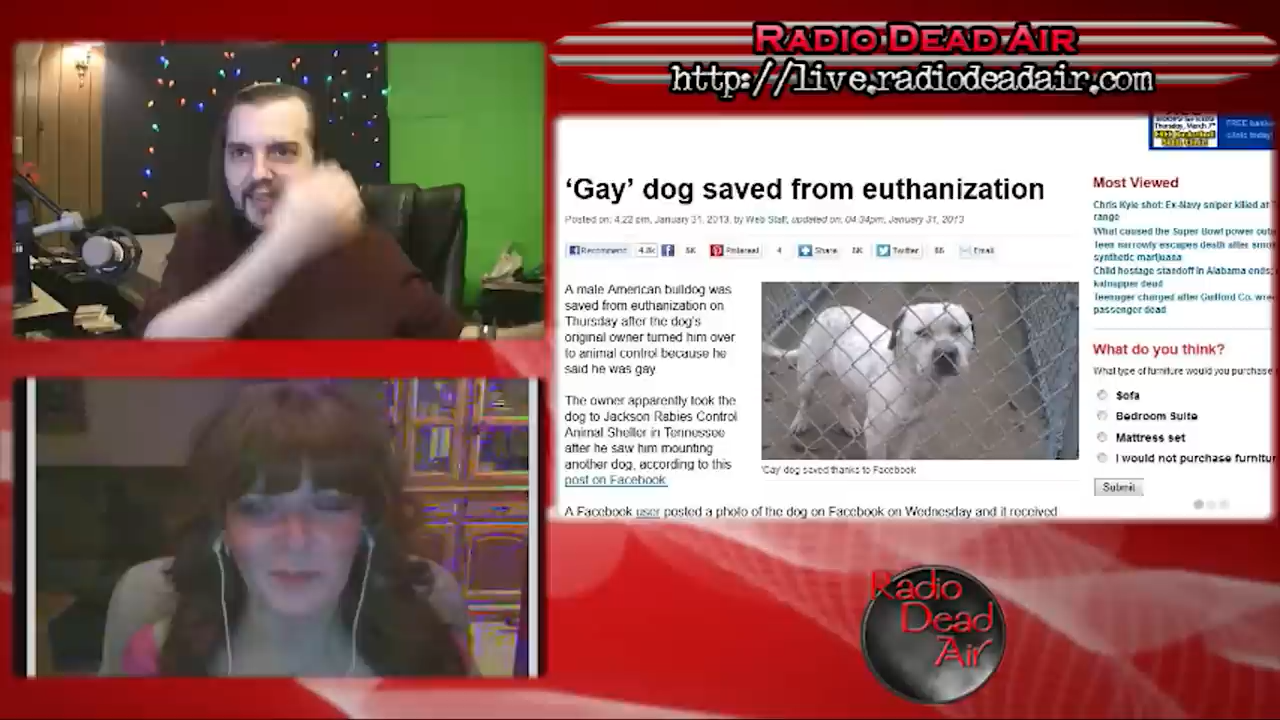 Radio Dead Air
http://live.radiodeadair.com
FREE
'Gay' dog saved from euthanization
Posted on: 4:22 pm, January 31, 2013, by Web Staff, updated on: 04:34pm, January 31, 2013
Recommend 4.8k 5K Pinterest 4 Share 6K Twitter 65 Email
A male American bulldog was
saved from euthanization on
Thursday after the dog's
original owner turned him over
to animal control because he
said he was gay.
The owner apparently took the
dog to Jackson Rabies Control
Animal Shelter in Tennessee
after he saw him mounting
another dog, according to this
post on Facebook.
'Gay' dog saved thanks to Facebook
A Facebook user posted a photo of the dog on Facebook on Wednesday and it received
Most Viewed
Chris Kyle shot: Ex-Navy sniper killed at
range
What caused the Super Bowl power
Teen narrowly escapes death after
synthetic marijuana
Child hostage standoff in Alabama ends;
kidnapper dead
Teenager charged after Guilford Co.
passenger dead
What do you think?
What type of furniture would you purchase
Sofa
Bedroom Suite
Mattress set
I would not purchase furnitur
Submit
Radio
Dead
Air